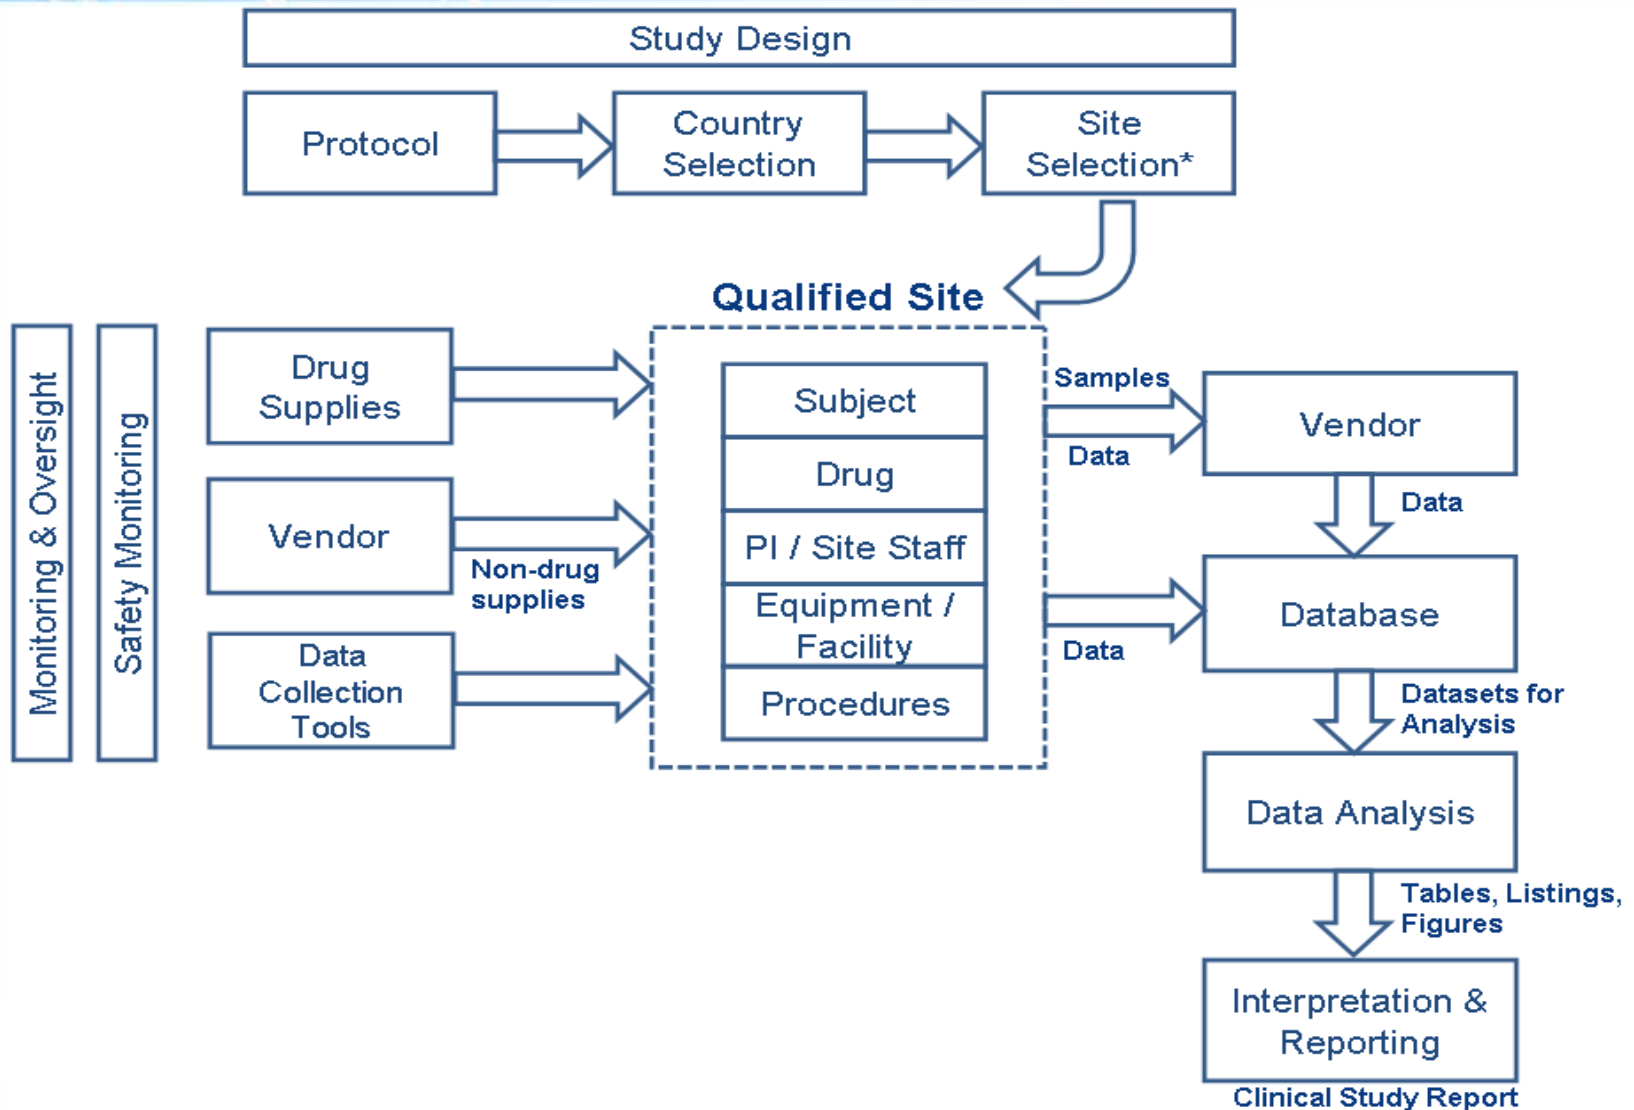 Study Design
Protocol
Country
Selection
Site
Selection*
Qualified Site
Monitoring & Oversight
Safety Monitoring
Drug
Supplies
Vendor
Non-drug
supplies
Data
Collection
Tools
Subject
Drug
PI / Site Staff
Equipment /
Facility
Procedures
Samples
Data
Vendor
Data
Database
Data
Datasets for
Analysis
Data Analysis
Tables, Listings,
Figures
Interpretation &
Reporting
Clinical Study Report